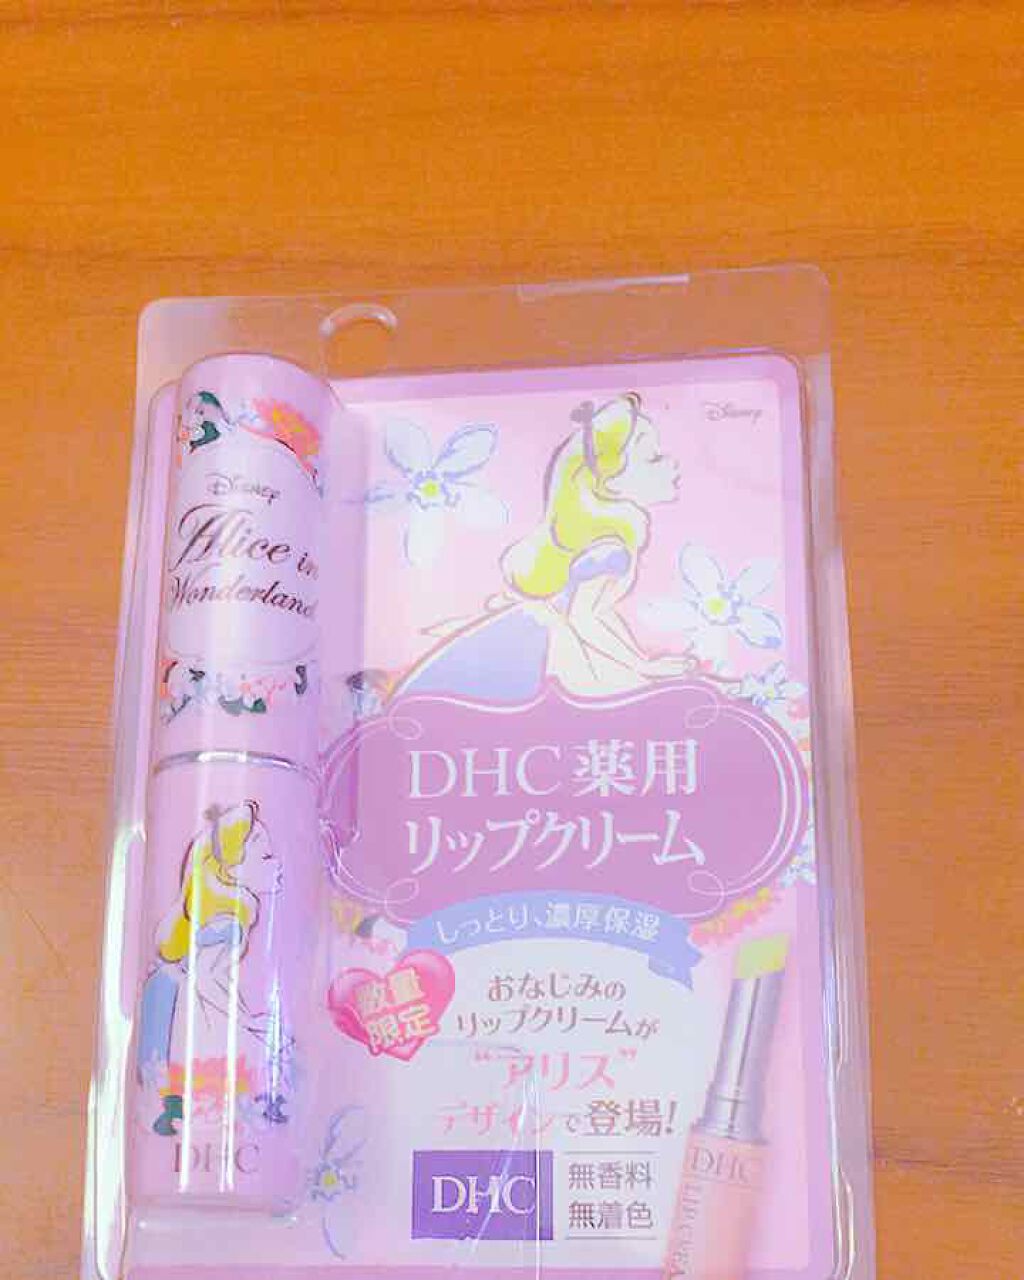 Disney
Alice in
Wonderland
DHC
Disney
DHC 薬用
リップクリーム
しっとり、濃厚保湿
数量
限定
おなじみの
リップクリームが
“アリス”
デザインで登場!
DHC
無香料
無着色
DHC